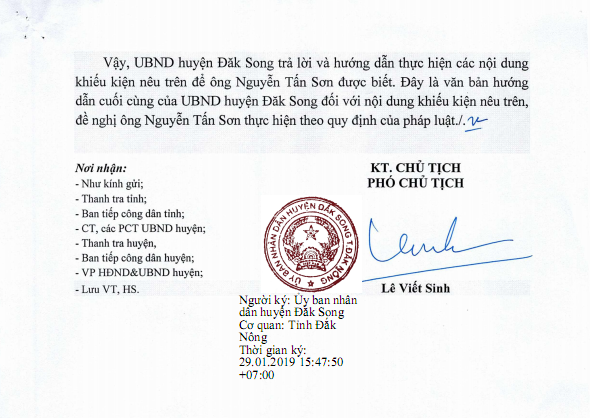 Vậy, UBND huyện Đăk Song trả lời và hướng dẫn thực hiện các nội dung
khiếu kiện nêu trên để ông Nguyễn Tấn Sơn được biết. Đây là văn bản hướng
dẫn cuối cùng của UBND huyện Đăk Song đối với nội dung khiếu kiện nêu trên,
đề nghị ông Nguyễn Tấn Sơn thực hiện theo quy định của pháp luật./.
Nơi nhận:
- Như kính gửi;
- Thanh tra tỉnh;
- Ban tiếp công dân tỉnh;
- CT, các PCT UBND huyện;
- Thanh tra huyện,
- Ban tiếp công dân huyện;
- VP HĐND&UBND huyện;
- Lưu VT, HS.
KT. CHỦ TỊCH
PHÓ CHỦ TỊCH
ỦY BAN NHÂN DÂN HUYỆN ĐĂK SONG T.ĐĂK NÔNG
Lê Viết Sinh
Người ký: Ủy ban nhân
dân huyện Đắk Song
Cơ quan: Tỉnh Đắk
Nông
Thời gian ký:
29.01.2019 15:47:50
+07:00